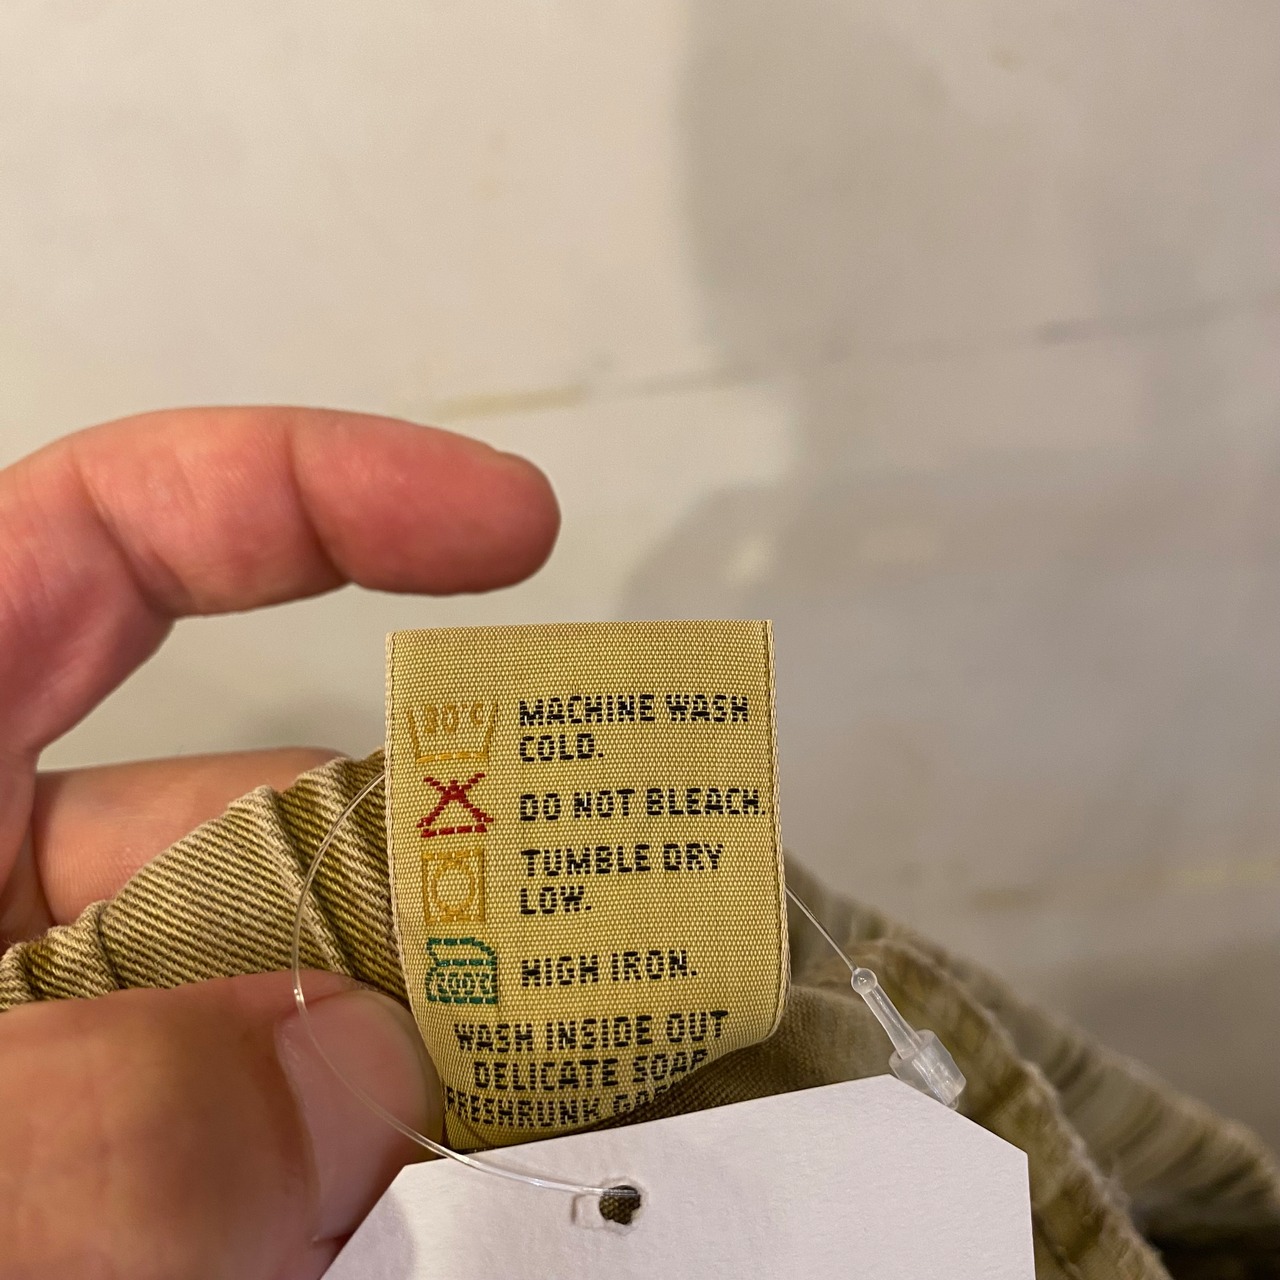 30°C MACHINE WASH
COLD.
DO NOT BLEACH.
TUMBLE DRY
LOW.
HIGH IRON.
WASH INSIDE OUT
DELICATE SOAP